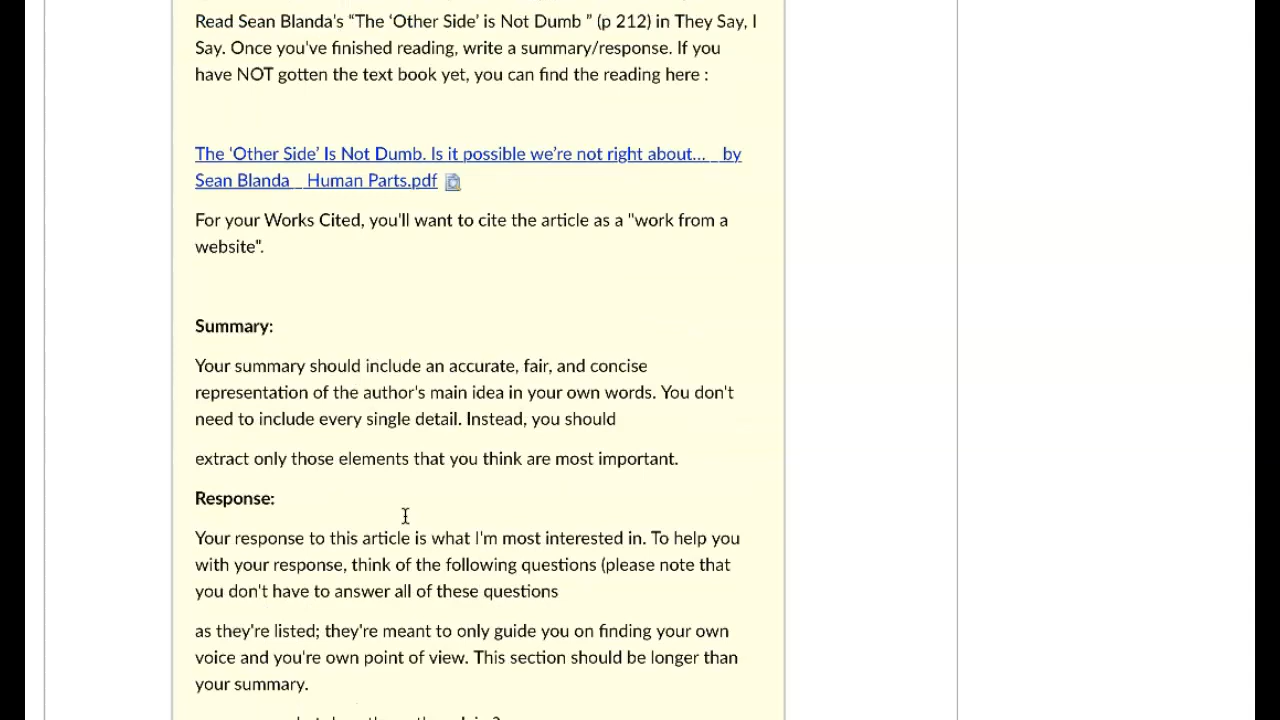 Read Sean Blanda's “The ‘Other Side’ is Not Dumb ” (p 212) in They Say, I
Say. Once you've finished reading, write a summary/response. If you
have NOT gotten the text book yet, you can find the reading here :
The ‘Other Side’ Is Not Dumb. Is it possible we’re not right about... _ by
Sean Blanda _ Human Parts.pdf
For your Works Cited, you'll want to cite the article as a "work from a
website".
Summary:
Your summary should include an accurate, fair, and concise
representation of the author's main idea in your own words. You don't
need to include every single detail. Instead, you should
extract only those elements that you think are most important.
Response:
Your response to this article is what I'm most interested in. To help you
with your response, think of the following questions (please note that
you don't have to answer all of these questions
as they're listed; they're meant to only guide you on finding your own
voice and you're own point of view. This section should be longer than
your summary.